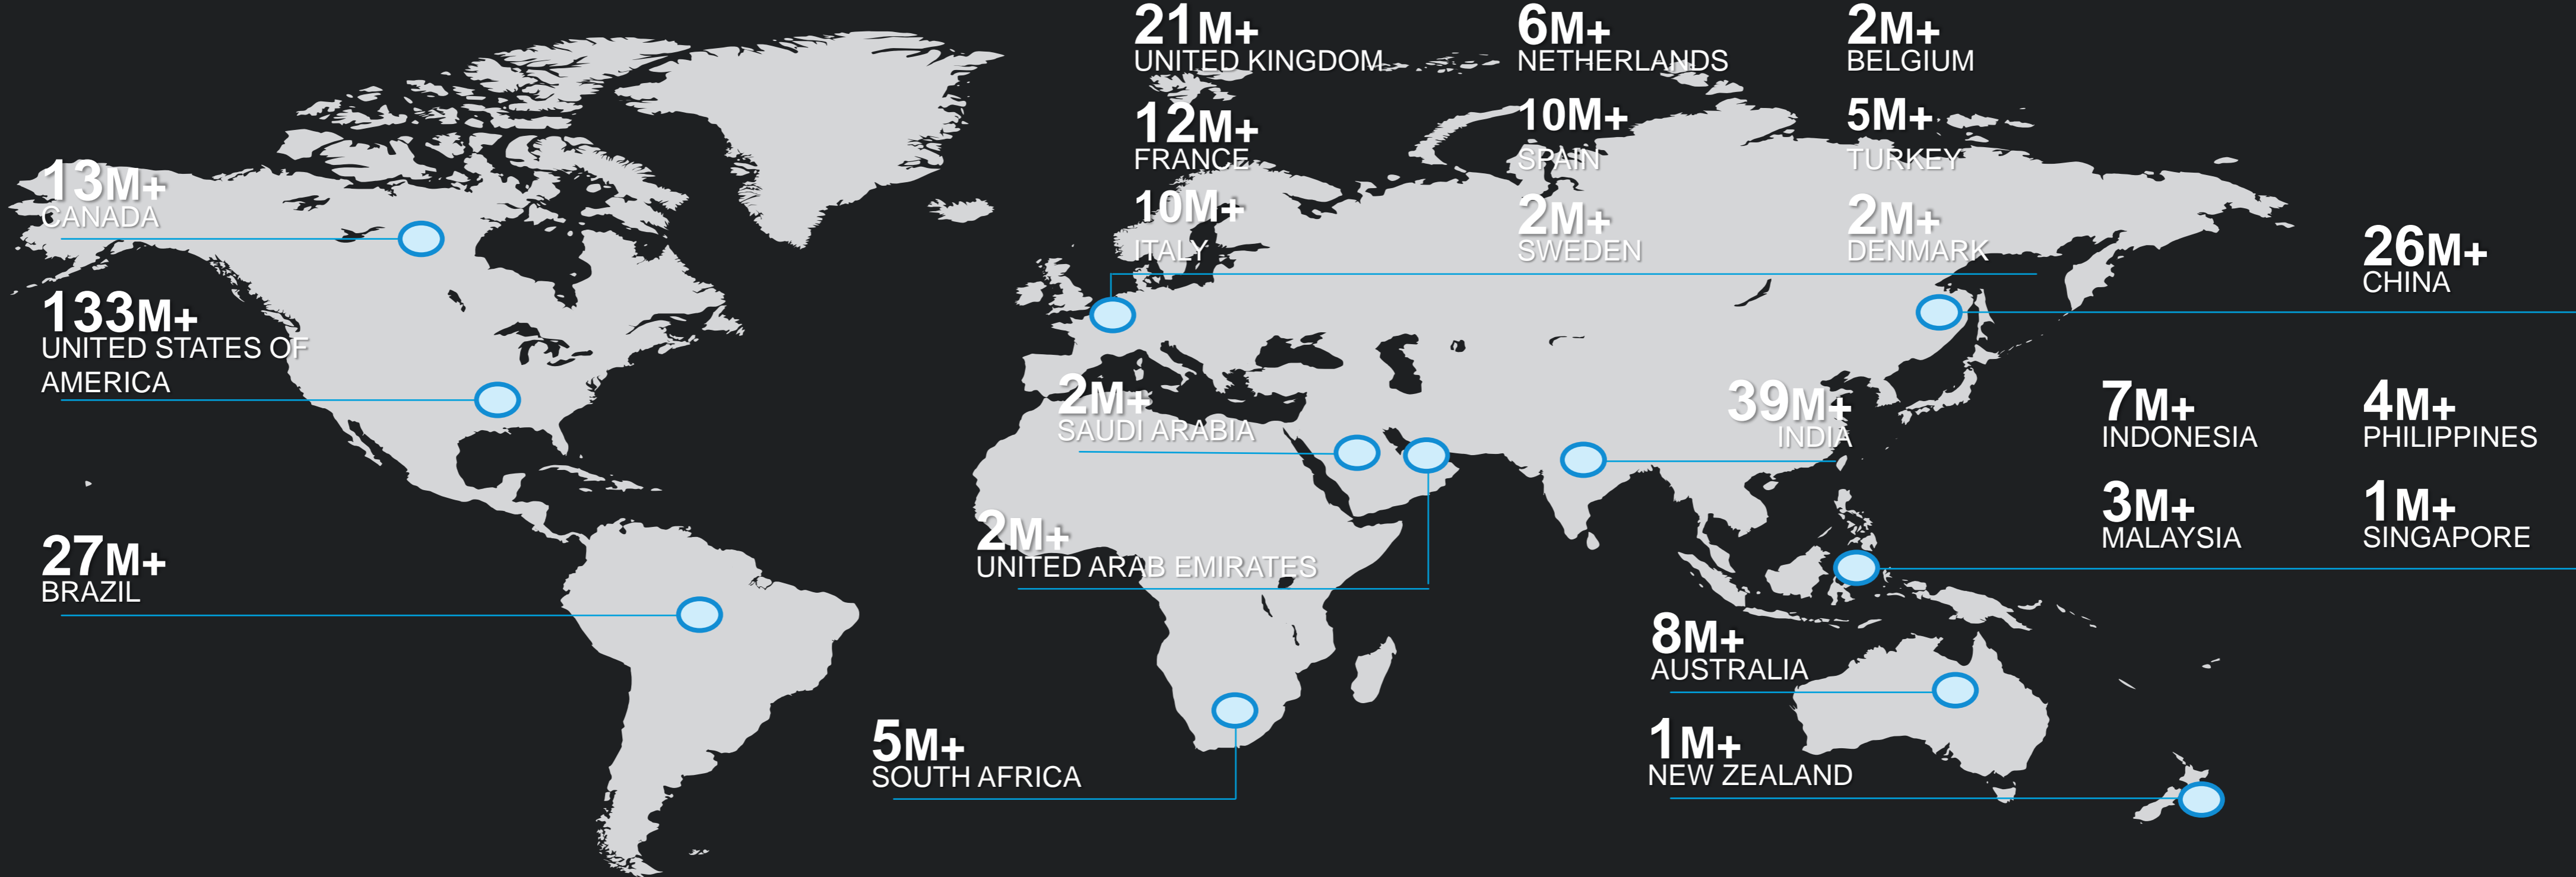 21M+
UNITED KINGDOM
6M+
NETHERLANDS
2M+
BELGIUM
12M+
FRANCE
10M+
SPAIN
5M+
TURKEY
10M+
ITALY
2M+
SWEDEN
2M+
DENMARK
13M+
CANADA
133M+
UNITED STATES OF
AMERICA
27M+
BRAZIL
2M+
SAUDI ARABIA
2M+
UNITED ARAB EMIRATES
5M+
SOUTH AFRICA
26M+
CHINA
39M+
INDIA
7M+
INDONESIA
4M+
PHILIPPINES
3M+
MALAYSIA
1M+
SINGAPORE
8M+
AUSTRALIA
1M+
NEW ZEALAND